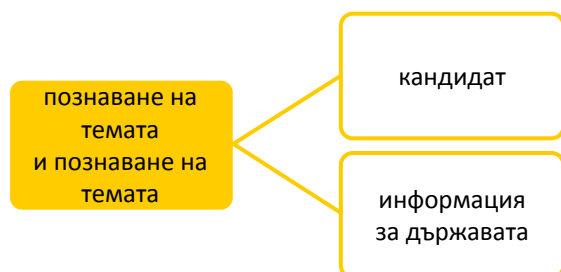 познаване на
темата
и познаване на
темата
кандидат
информация
за държавата